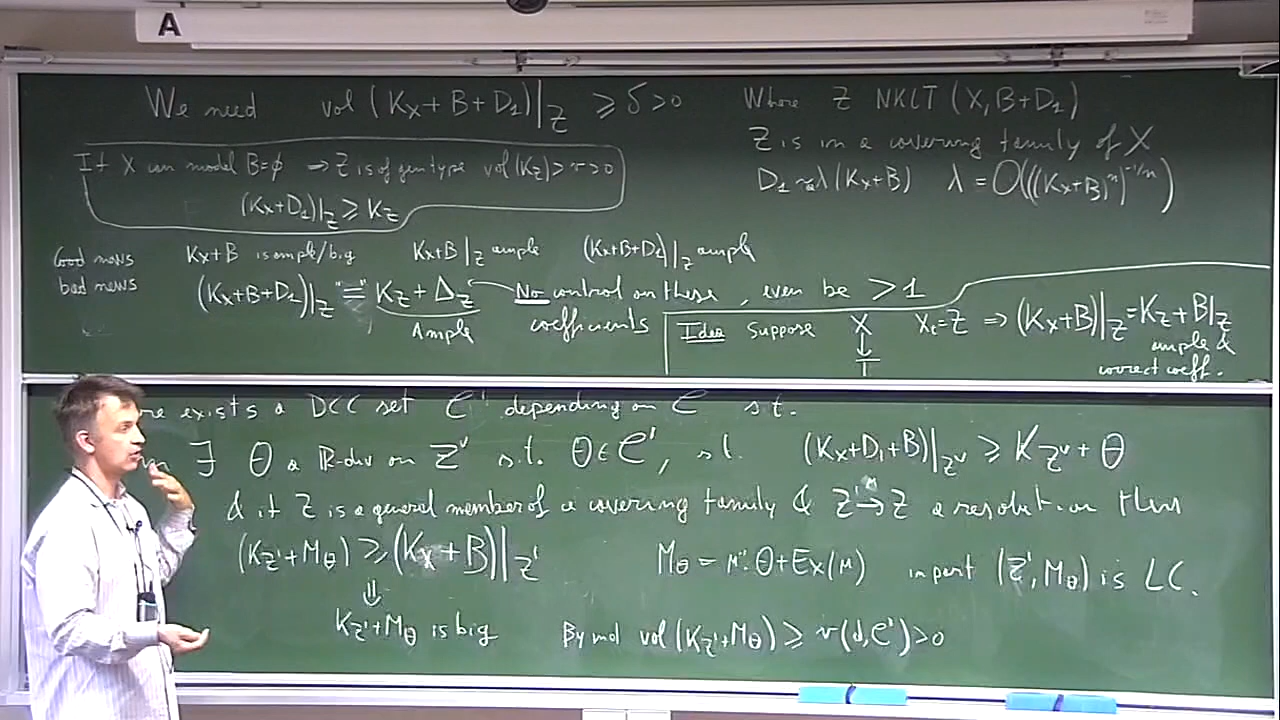 A
We need vol (K_X + B + D_1)|_Z ≥ δ > 0
Where Z NKLT (X, B+D_1)
Z is in a covering family of X
D_1 ~ λ(K_X+B) λ = O(((K_X+B)^n)^{-1/n})
If X can model B=φ ⇒ Z is of gen type vol(K_Z) > v > 0
(K_X+D_1)|_Z ≥ K_Z
Good news K_X+B is ample/big K_X+B|_Z ample (K_X+B+D_1)|_Z ample
bad news (K_X+B+D_1)|_Z "=" K_Z + Δ_Z No control on these, even be > 1
Ample coefficients
Idea Suppose X ↓ T X_t = Z ⇒ (K_X+B)|_Z = K_Z + B|_Z
ample &
correct coeff.
exists a DCC set C' depending on C s.t.
∃ Θ a R-div on Z^ν s.t. Θ ∈ C', s.t. (K_X+D_1+B)|_{Z^ν} ≥ K_{Z^ν} + Θ
& if Z is a general member of a covering family & Z' →^μ Z a resolution then
(K_{Z'}+M_Θ) ≥ (K_X+B)|_{Z'} M_Θ = μ^{-1}_* Θ + Ex(μ) in part (Z', M_Θ) is LC.
⇓
K_{Z'}+M_Θ is big By ind vol(K_{Z'}+M_Θ) ≥ v(d,C') > 0